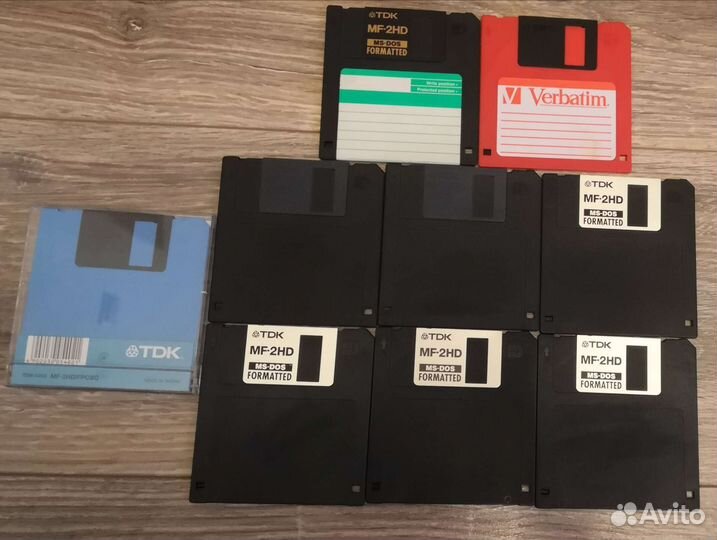 TDK
MF-2HD
MS-DOS
FORMATTED
Write position
Protected position
Verbatim
TDK
MF-2HD
MS-DOS
FORMATTED
TDK
TDK
MF-2HD
MS-DOS
FORMATTED
TDK
MF-2HD
MS-DOS
FORMATTED
TDK
MF-2HD
MS-DOS
FORMATTED
Avito